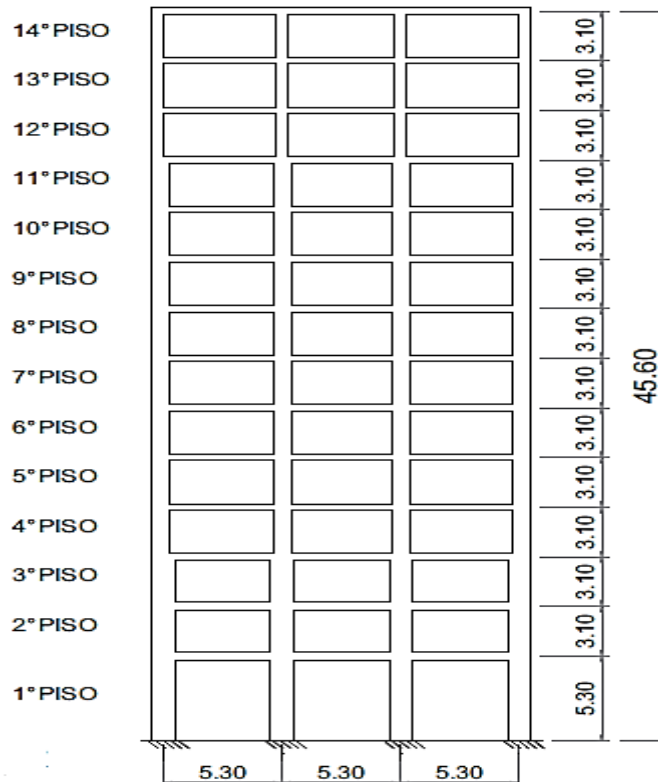 14°PISO
3.10
13°PISO
3.10
12°PISO
3.10
11°PISO
3.10
10°PISO
3.10
9°PISO
3.10
8°PISO
3.10
7°PISO
3.10
45.60
6°PISO
3.10
5°PISO
3.10
4°PISO
3.10
3°PISO
3.10
2°PISO
3.10
1°PISO
5.30
5.30 5.30 5.30